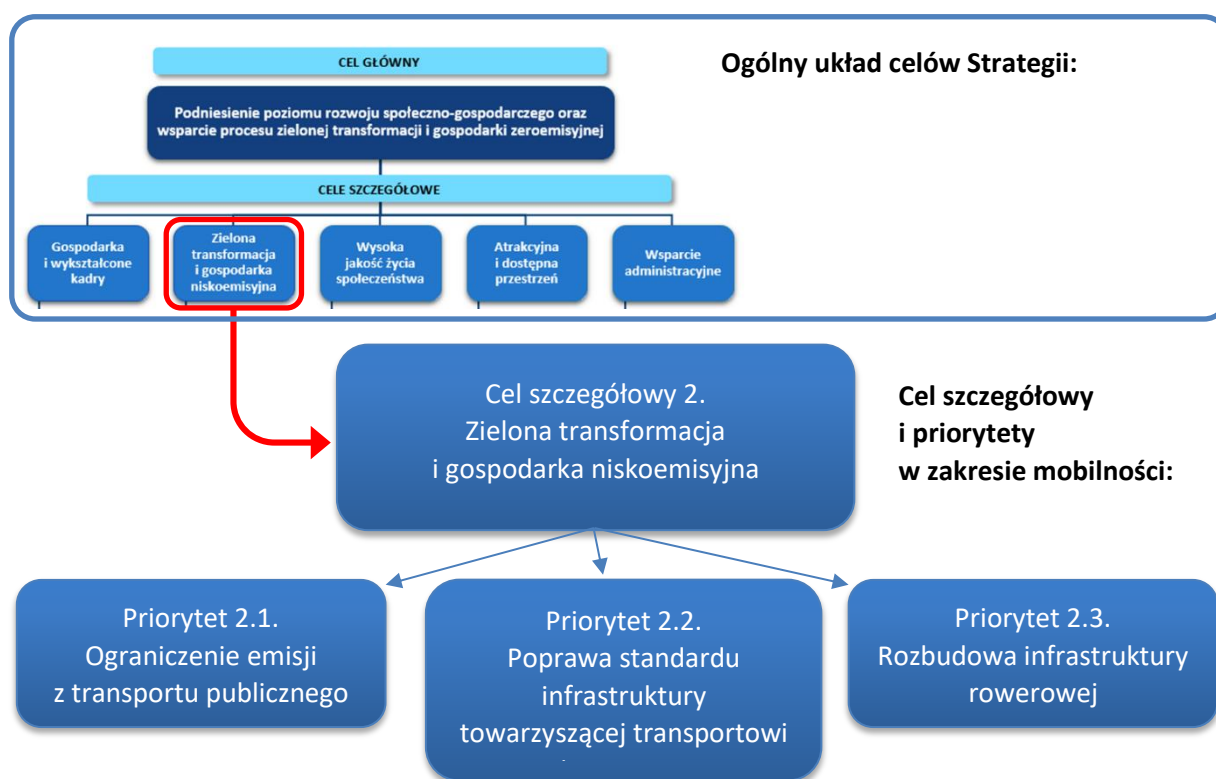 Ogólny układ celów Strategii:
CEL GŁÓWNY
Podniesienie poziomu rozwoju społeczno-gospodarczego oraz
wsparcie procesu zielonej transformacji i gospodarki zeroemisyjnej
CELE SZCZEGÓŁOWE
Gospodarka
i wykształcone
kadry
Zielona
transformacja
i gospodarka
niskoemisyjna
Wysoka
jakość życia
społeczeństwa
Atrakcyjna
i dostępna
przestrzeń
Wsparcie
administracyjne
Cel szczegółowy 2.
Zielona transformacja
i gospodarka niskoemisyjna
Cel szczegółowy
i priorytety
w zakresie mobilności:
Priorytet 2.1.
Ograniczenie emisji
z transportu publicznego
Priorytet 2.2.
Poprawa standardu
infrastruktury
towarzyszącej transportowi
Priorytet 2.3.
Rozbudowa infrastruktury
rowerowej